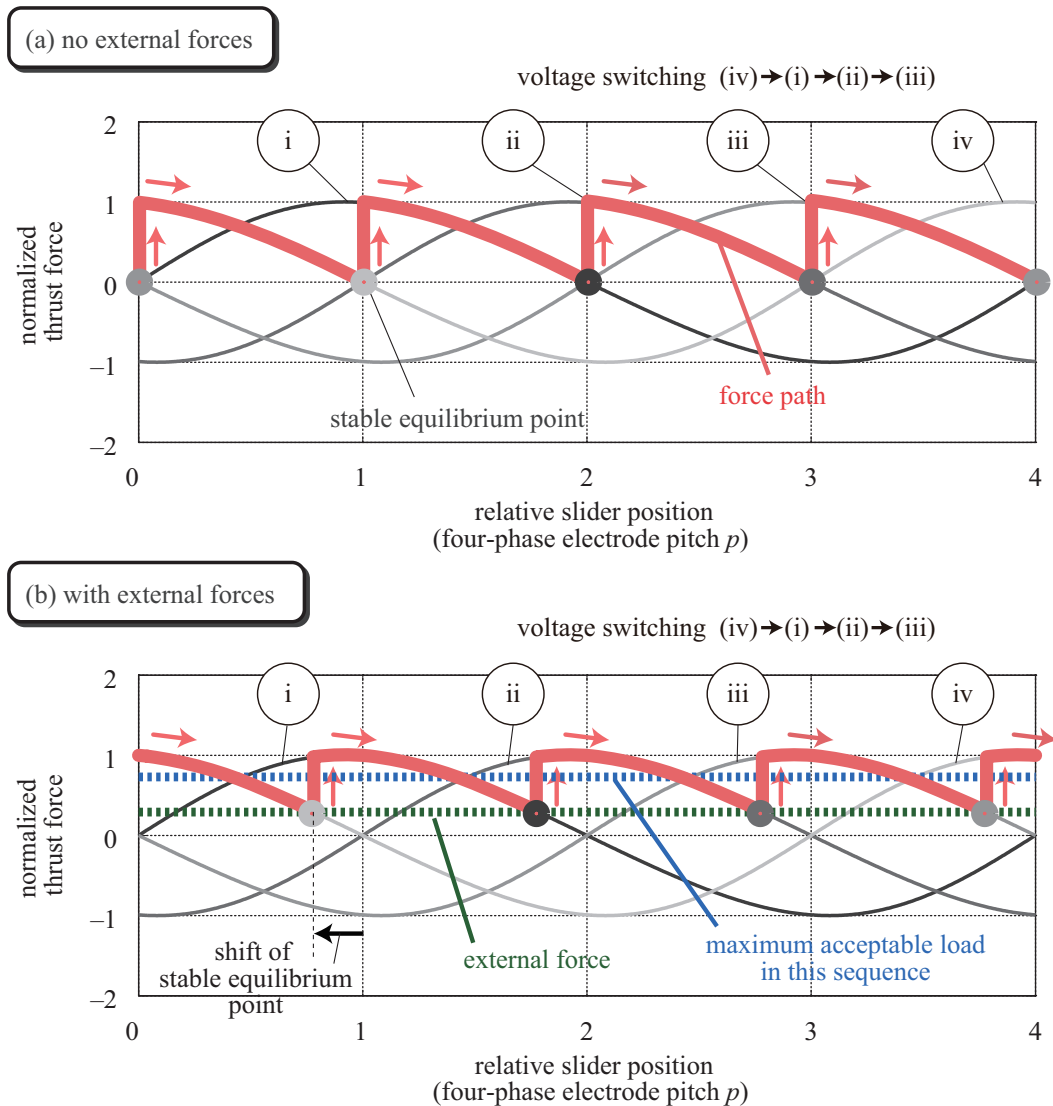 (a) no external forces
voltage switching (iv)➔(i)➔(ii)➔(iii)
i
ii
iii
iv
2
1
0
−1
−2
normalized
thrust force
stable equilibrium point
force path
0
1
2
3
4
relative slider position
(four-phase electrode pitch p)
(b) with external forces
voltage switching (iv)➔(i)➔(ii)➔(iii)
i
ii
iii
iv
2
1
0
−1
−2
normalized
thrust force
shift of
stable equilibrium
point
external force
maximum acceptable load
in this sequence
0
1
2
3
4
relative slider position
(four-phase electrode pitch p)